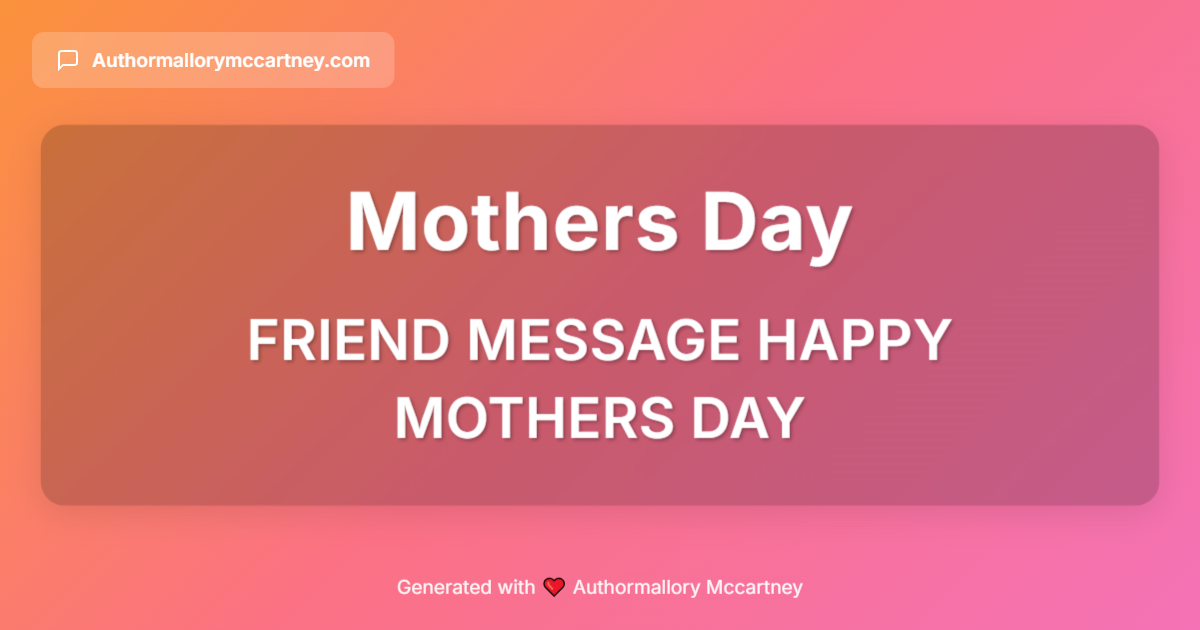 Authormallorymccartney.com
Mothers Day
FRIEND MESSAGE HAPPY
MOTHERS DAY
Generated with ❤️ Authormallory Mccartney